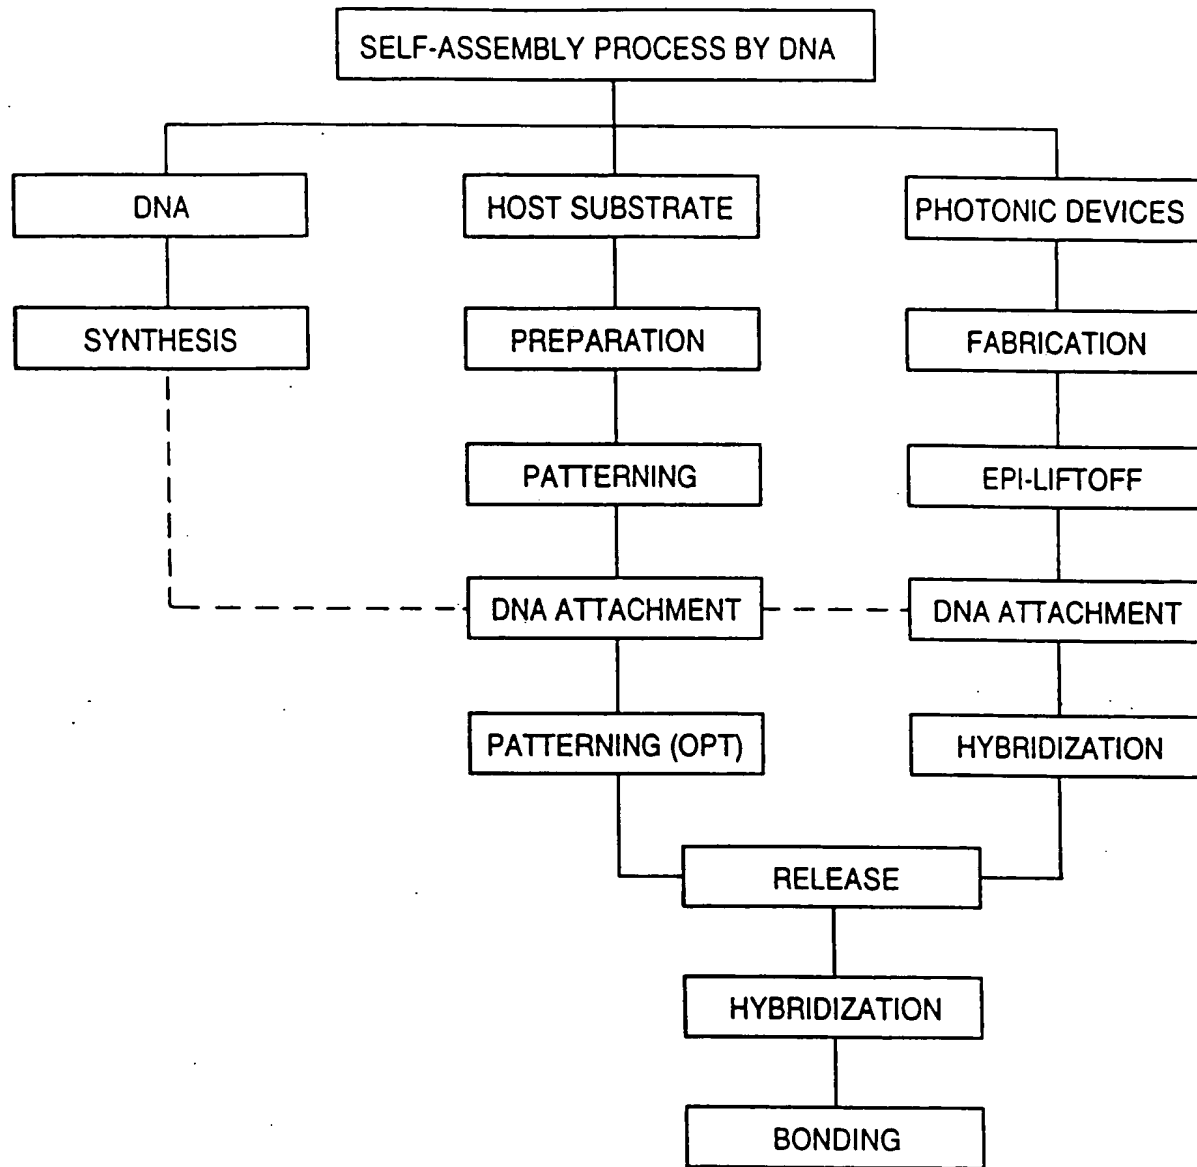 SELF-ASSEMBLY PROCESS BY DNA
DNA
HOST SUBSTRATE
PHOTONIC DEVICES
SYNTHESIS
PREPARATION
FABRICATION
PATTERNING
EPI-LIFTOFF
DNA ATTACHMENT
DNA ATTACHMENT
PATTERNING (OPT)
HYBRIDIZATION
RELEASE
HYBRIDIZATION
BONDING